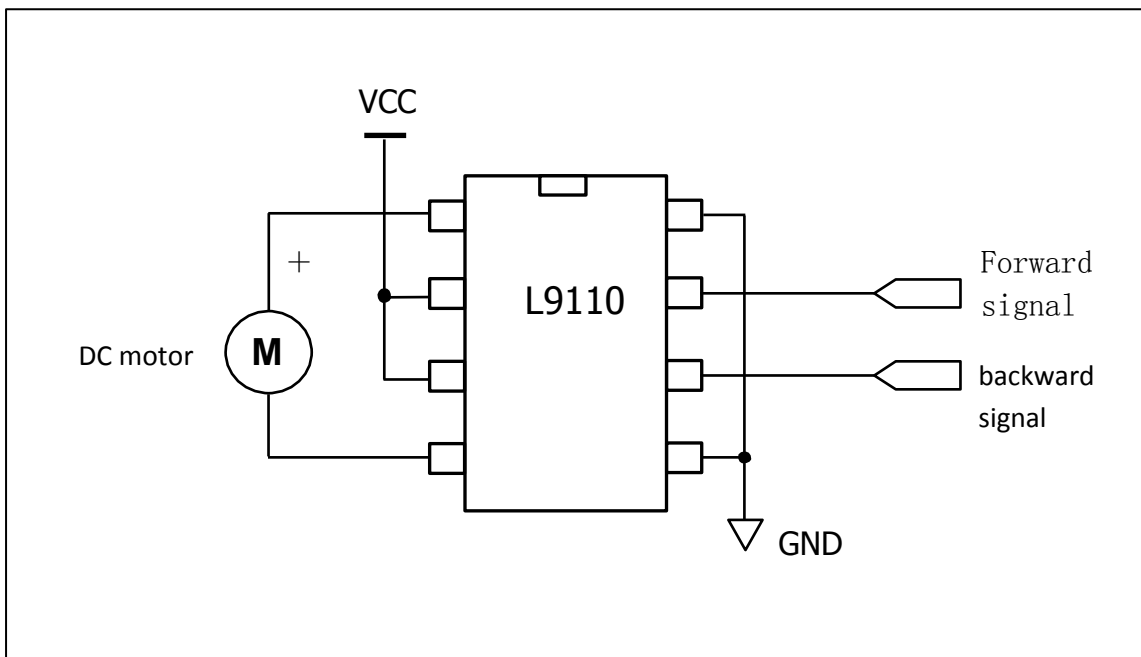 VCC
+
L9110
Forward
signal
DC motor
M
backward
signal
GND